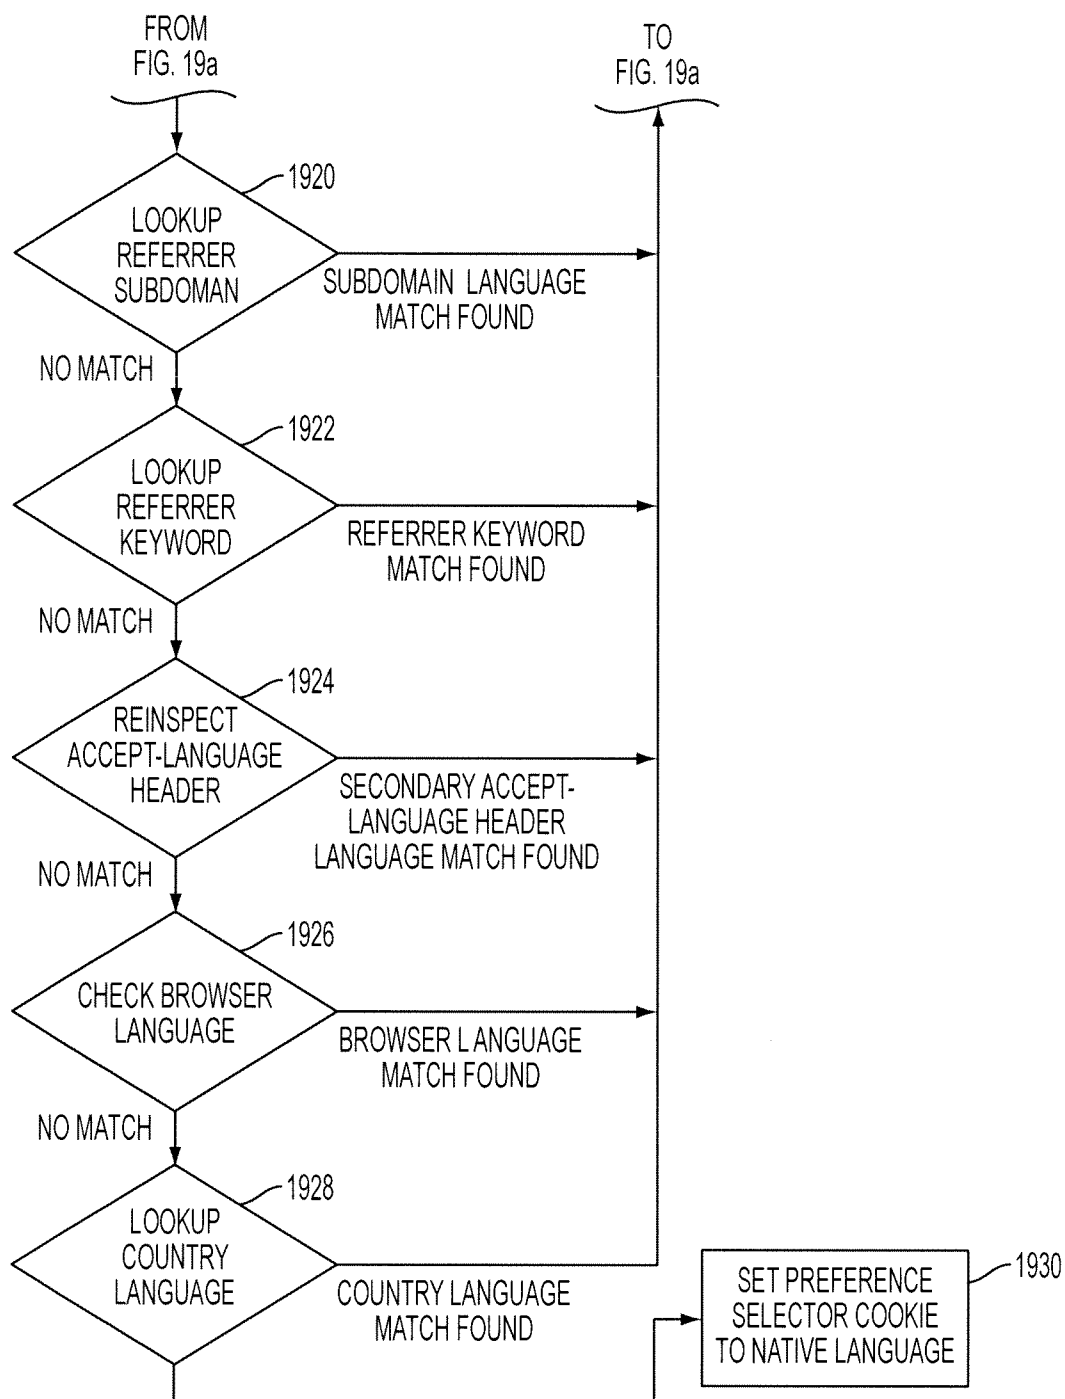 FROM
FIG. 19a
TO
FIG. 19a
1920
LOOKUP
REFERRER
SUBDOMAN
SUBDOMAIN LANGUAGE
MATCH FOUND
NO MATCH
1922
LOOKUP
REFERRER
KEYWORD
REFERRER KEYWORD
MATCH FOUND
NO MATCH
1924
REINSPECT
ACCEPT-LANGUAGE
HEADER
SECONDARY ACCEPT-
LANGUAGE HEADER
LANGUAGE MATCH FOUND
NO MATCH
1926
CHECK BROWSER
LANGUAGE
BROWSER LANGUAGE
MATCH FOUND
NO MATCH
1928
LOOKUP
COUNTRY
LANGUAGE
COUNTRY LANGUAGE
MATCH FOUND
1930
SET PREFERENCE
SELECTOR COOKIE
TO NATIVE LANGUAGE